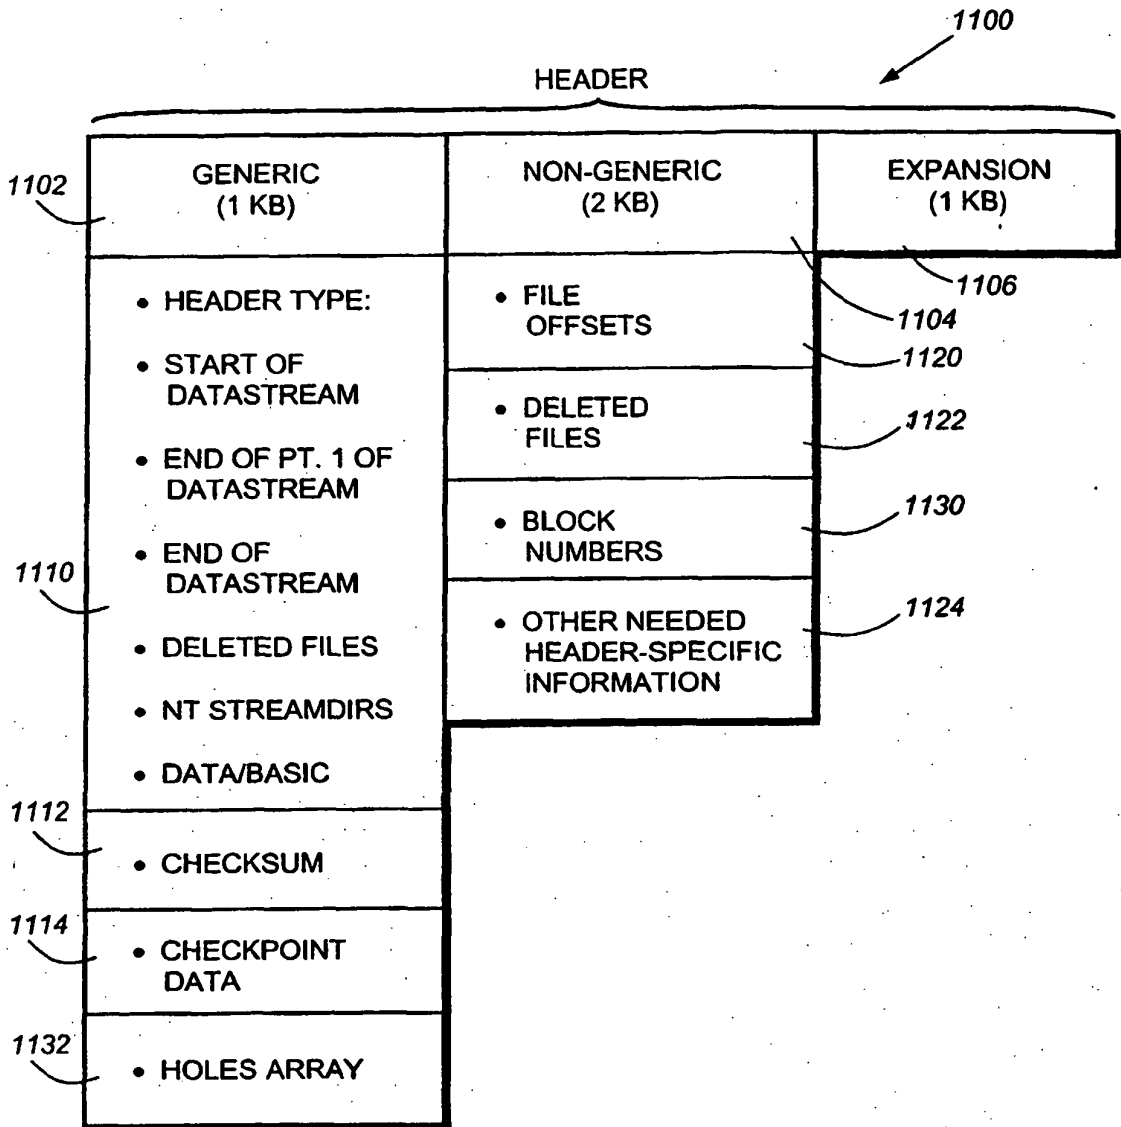 1100
HEADER
1102
GENERIC
(1 KB)
NON-GENERIC
(2 KB)
EXPANSION
(1 KB)
1106
1104
1110
• HEADER TYPE:
• START OF
DATASTREAM
• END OF PT. 1 OF
DATASTREAM
• END OF
DATASTREAM
• DELETED FILES
• NT STREAMDIRS
• DATA/BASIC
1112
• CHECKSUM
1114
• CHECKPOINT
DATA
1132
• HOLES ARRAY
• FILE
OFFSETS
1120
• DELETED
FILES
1122
• BLOCK
NUMBERS
1130
• OTHER NEEDED
HEADER-SPECIFIC
INFORMATION
1124